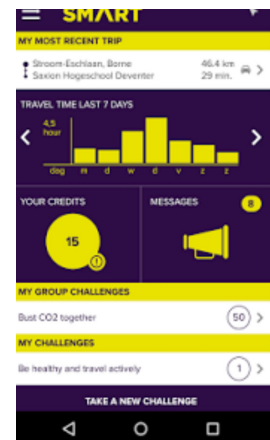 SMART
MY MOST RECENT TRIP
Stroom-Eschlaan, Borne 46.4 km
Saxion Hogeschool Deventer 29 min.
TRAVEL TIME LAST 7 DAYS
4,5
hour
dag m d w d v z z
YOUR CREDITS
15
MESSAGES
8
MY GROUP CHALLENGES
Bust CO2 together 50
MY CHALLENGES
Be healthy and travel actively 1
TAKE A NEW CHALLENGE